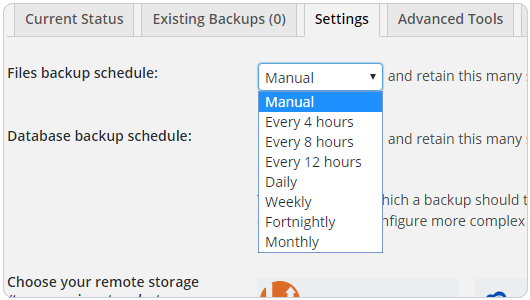 Current Status Existing Backups (0) Settings Advanced Tools
Files backup schedule: Manual and retain this many
Manual
Every 4 hours
Database backup schedule: Every 8 hours and retain this many
Every 12 hours
Daily
Weekly which a backup should
Fortnightly configure more complex
Monthly
Choose your remote storage